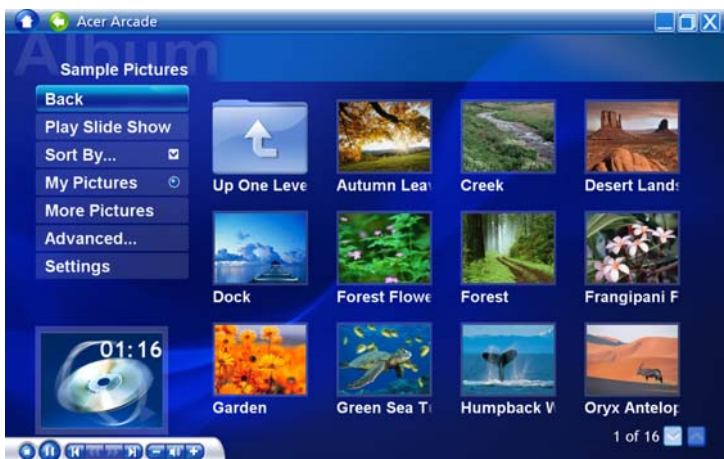 Acer Arcade
Album
Sample Pictures
Back
Play Slide Show
Sort By...
My Pictures
More Pictures
Advanced...
Settings
01:16
Up One Leve
Autumn Lea
Creek
Desert Lands
Dock
Forest Flowe
Forest
Frangipani F
Garden
Green Sea T
Humpback W
Oryx Antelop
1 of 16